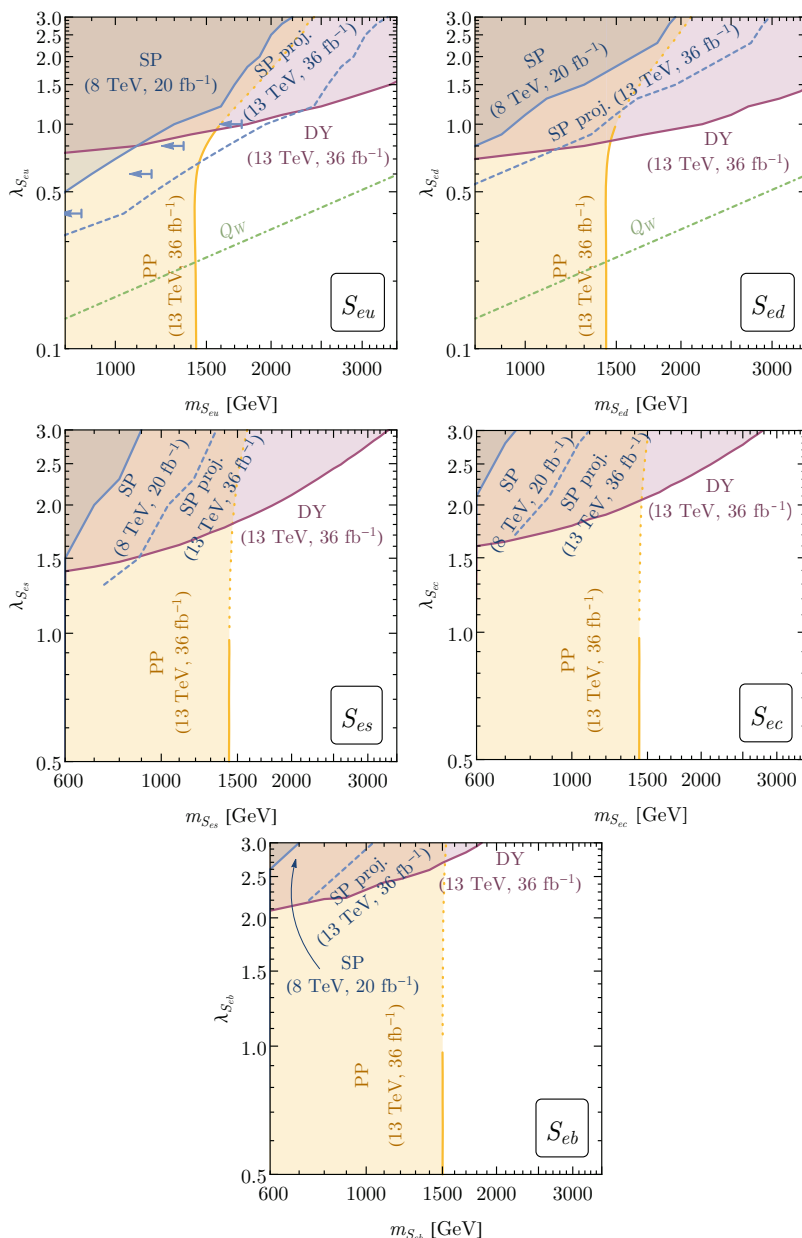 3.0
2.5
2.0
1.5
1.0
0.5
0.1
λ_{S_{eu}}
SP
(8 TeV, 20 fb⁻¹)
SP proj.
(13 TeV, 36 fb⁻¹)
DY
(13 TeV, 36 fb⁻¹)
Q_W
PP
(13 TeV, 36 fb⁻¹)
S_{eu}
1000 1500 2000 3000
m_{S_{eu}} [GeV]
3.0
2.5
2.0
1.5
1.0
0.5
0.1
λ_{S_{ed}}
SP
(8 TeV, 20 fb⁻¹)
SP proj. (13 TeV, 36 fb⁻¹)
DY
(13 TeV, 36 fb⁻¹)
Q_W
PP
(13 TeV, 36 fb⁻¹)
S_{ed}
1000 1500 2000 3000
m_{S_{ed}} [GeV]
3.0
2.5
2.0
1.5
1.0
0.5
λ_{S_{es}}
SP
(8 TeV, 20 fb⁻¹)
SP proj.
(13 TeV, 36 fb⁻¹)
DY
(13 TeV, 36 fb⁻¹)
PP
(13 TeV, 36 fb⁻¹)
S_{es}
600 1000 1500 2000 3000
m_{S_{es}} [GeV]
3.0
2.5
2.0
1.5
1.0
0.5
λ_{S_{ec}}
SP
(8 TeV, 20 fb⁻¹)
SP proj.
(13 TeV, 36 fb⁻¹)
DY
(13 TeV, 36 fb⁻¹)
PP
(13 TeV, 36 fb⁻¹)
S_{ec}
600 1000 1500 2000 3000
m_{S_{ec}} [GeV]
3.0
2.5
2.0
1.5
1.0
0.5
λ_{S_{eb}}
SP proj.
(13 TeV, 36 fb⁻¹)
DY
(13 TeV, 36 fb⁻¹)
SP
(8 TeV, 20 fb⁻¹)
PP
(13 TeV, 36 fb⁻¹)
S_{eb}
600 1000 1500 2000 3000
m_{S_{eb}} [GeV]